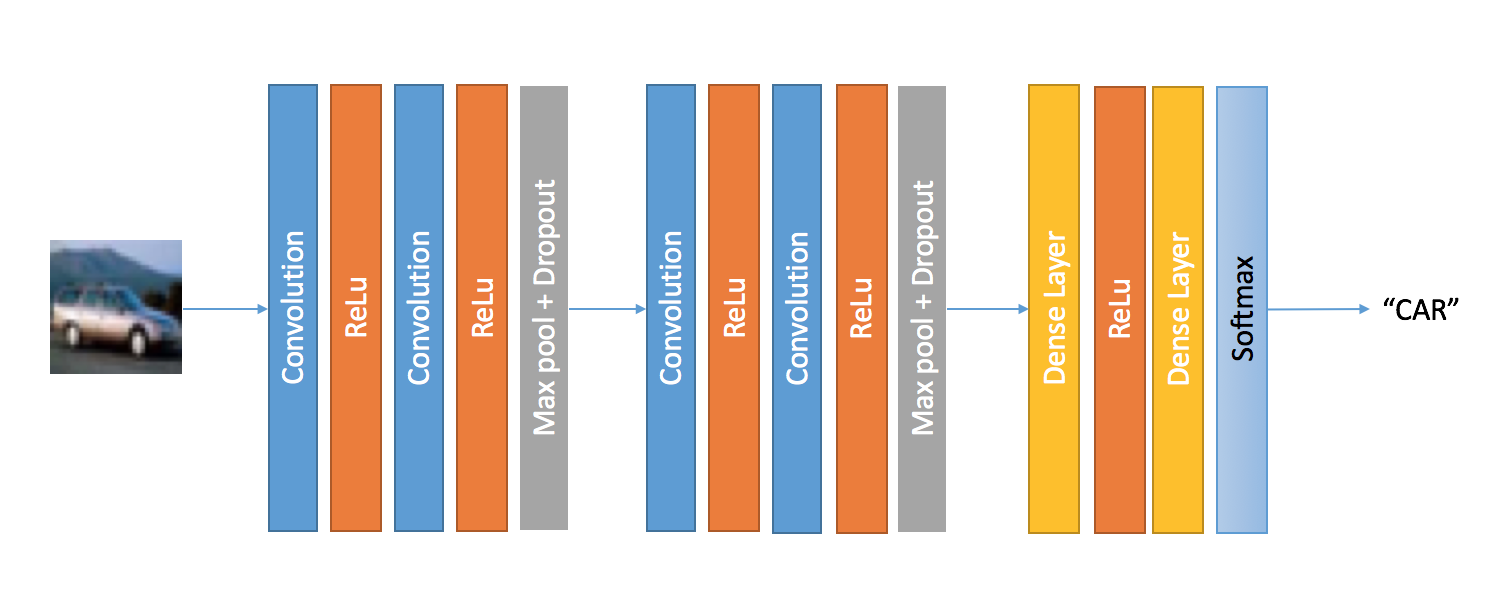 Convolution
ReLu
Convolution
ReLu
Max pool + Dropout
Convolution
ReLu
Convolution
ReLu
Max pool + Dropout
Dense Layer
ReLu
Dense Layer
Softmax
“CAR”